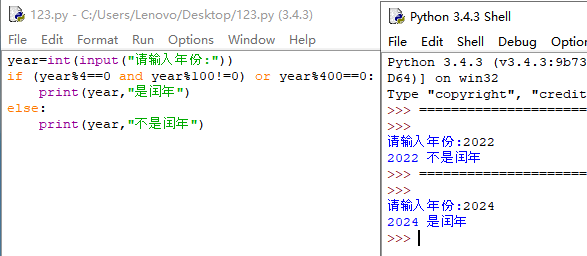 123.py - C:/Users/Lenovo/Desktop/123.py (3.4.3)
File Edit Format Run Options Window Help
year=int(input("请输入年份:"))
if (year%4==0 and year%100!=0) or year%400==0:
    print(year,"是闰年")
else:
    print(year,"不是闰年")
Python 3.4.3 Shell
File Edit Shell Debug Option
Python 3.4.3 (v3.4.3:9b73
D64)] on win32
Type "copyright", "credit
>>> ======================
>>>
请输入年份:2022
2022 不是闰年
>>> ======================
>>>
请输入年份:2024
2024 是闰年
>>>